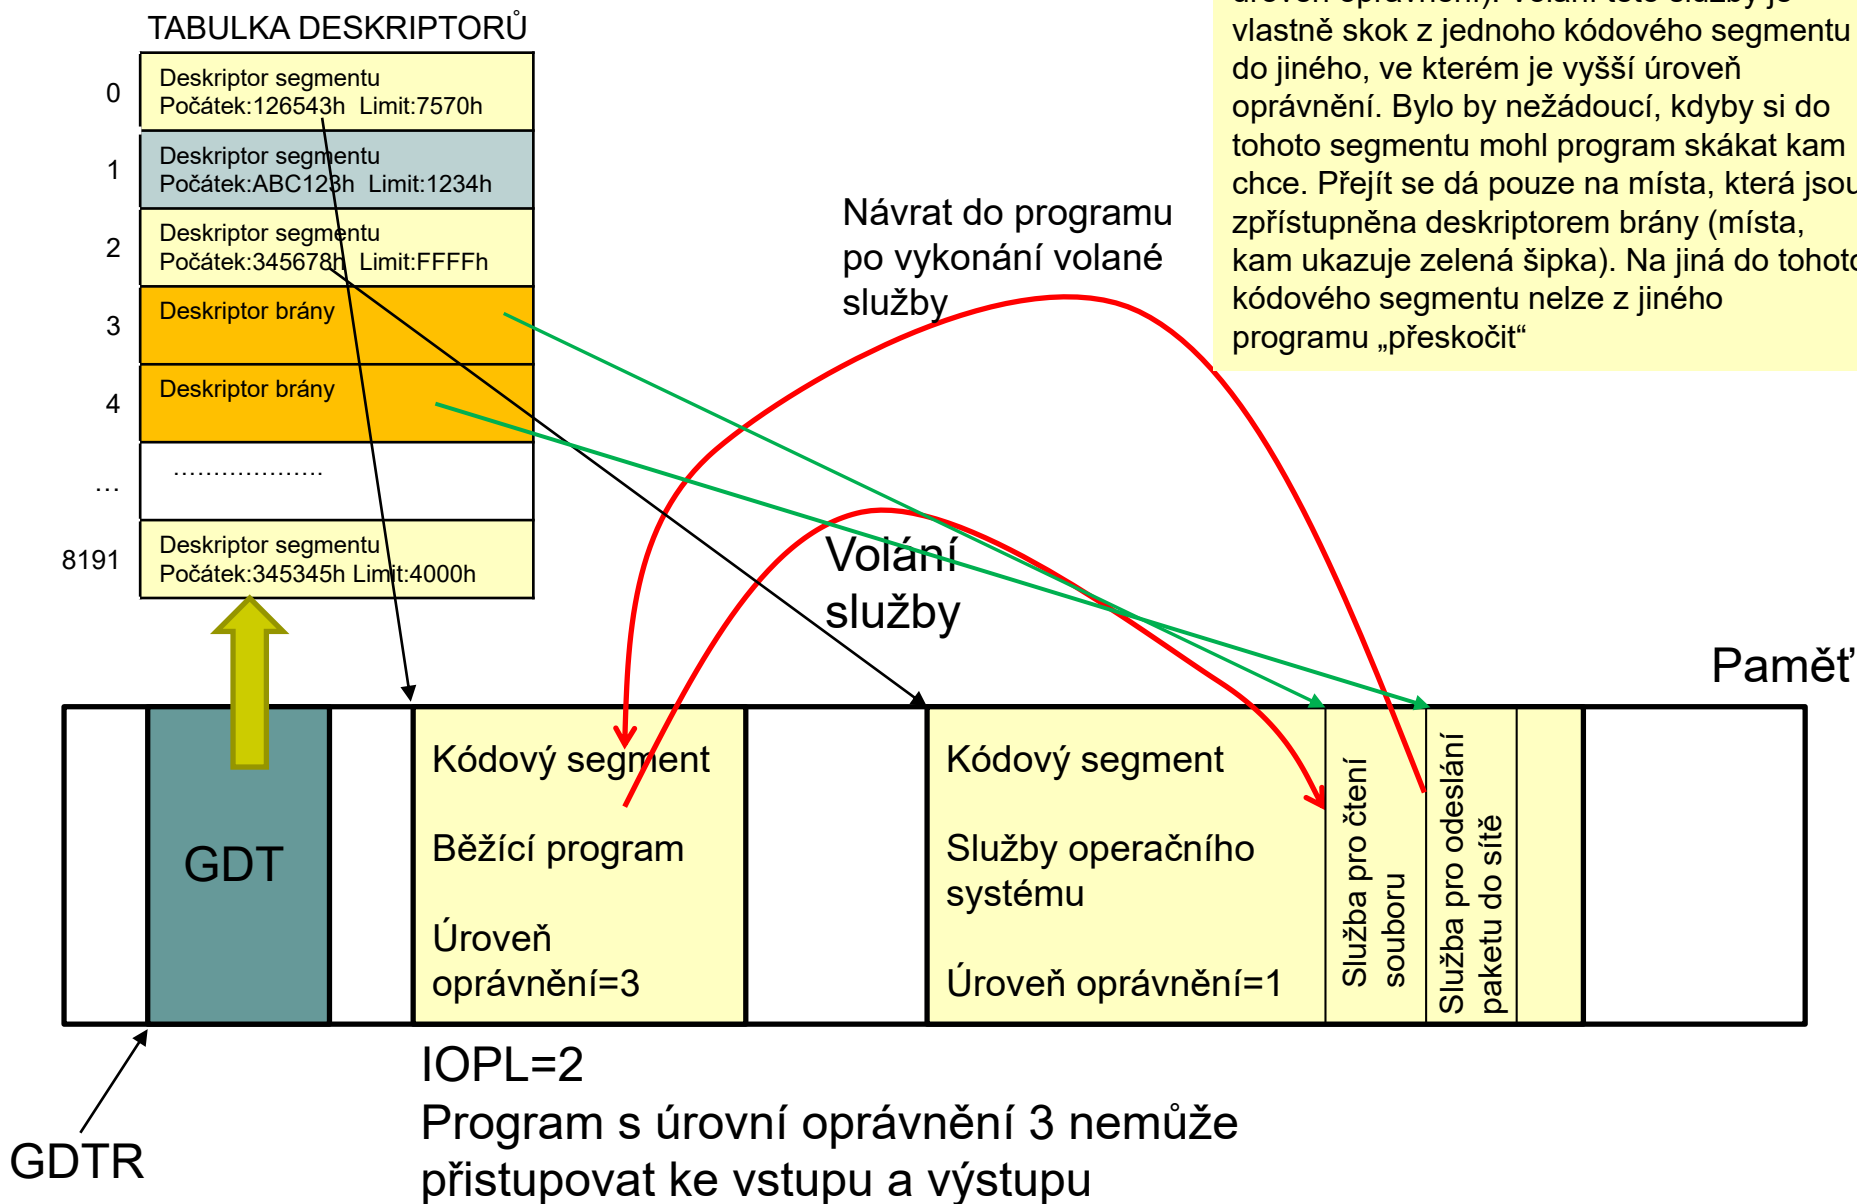 TABULKA DESKRIPTORŮ
0
Deskriptor segmentu
Počátek:126543h Limit:7570h
1
Deskriptor segmentu
Počátek:ABC123h Limit:1234h
2
Deskriptor segmentu
Počátek:345678h Limit:FFFFh
3
Deskriptor brány
4
Deskriptor brány
...
...................
8191
Deskriptor segmentu
Počátek:345345h Limit:4000h
úroveň oprávnění). Volání této služby je
vlastně skok z jednoho kódového segmentu
do jiného, ve kterém je vyšší úroveň
oprávnění. Bylo by nežádoucí, kdyby si do
tohoto segmentu mohl program skákat kam
chce. Přejít se dá pouze na místa, která jsou
zpřístupněna deskriptorem brány (místa,
kam ukazuje zelená šipka). Na jiná do tohoto
kódového segmentu nelze z jiného
programu „přeskočit“
Návrat do programu
po vykonání volané
služby
Volání
služby
Paměť
GDT
Kódový segment
Běžící program
Úroveň
oprávnění=3
Kódový segment
Služby operačního
systému
Úroveň oprávnění=1
Služba pro čtení
souboru
Služba pro odeslání
paketu do sítě
GDTR
IOPL=2
Program s úrovní oprávnění 3 nemůže
přistupovat ke vstupu a výstupu